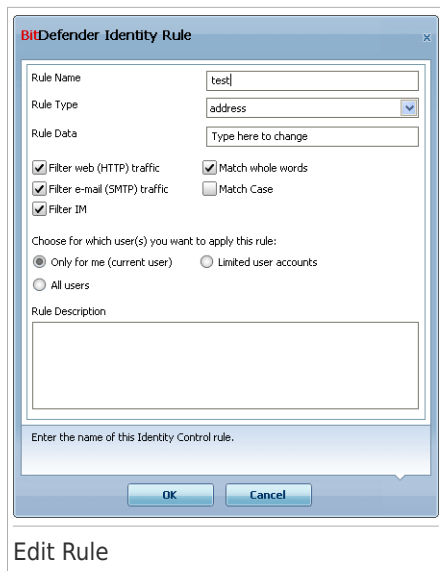 BitDefender Identity Rule
x
Rule Name
test
Rule Type
address
Rule Data
Type here to change
Filter web (HTTP) traffic
Match whole words
Filter e-mail (SMTP) traffic
Match Case
Filter IM
Choose for which user(s) you want to apply this rule:
Only for me (current user)
Limited user accounts
All users
Rule Description
Enter the name of this Identity Control rule.
OK
Cancel
Edit Rule